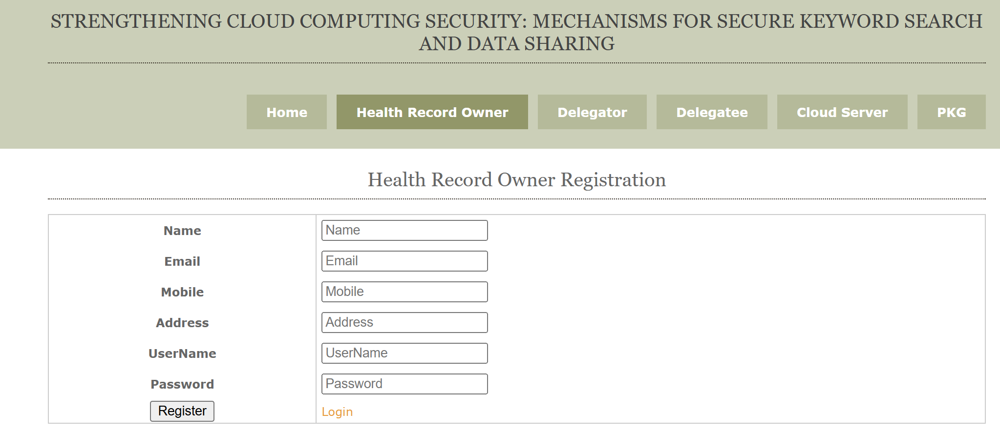 STRENGTHENING CLOUD COMPUTING SECURITY: MECHANISMS FOR SECURE KEYWORD SEARCH
AND DATA SHARING
Home Health Record Owner Delegator Delegatee Cloud Server PKG
Health Record Owner Registration
Name Name
Email Email
Mobile Mobile
Address Address
UserName UserName
Password Password
Register Login